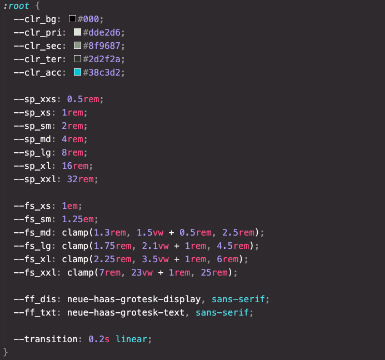 :root {
--clr_bg: #000;
--clr_pri: #dde2d6;
--clr_sec: #8f9687;
--clr_ter: #2d2f2a;
--clr_acc: #38c3d2;
--sp_xxs: 0.5rem;
--sp_xs: 1rem;
--sp_sm: 2rem;
--sp_md: 4rem;
--sp_lg: 8rem;
--sp_xl: 16rem;
--sp_xxl: 32rem;
--fs_xs: 1em;
--fs_sm: 1.25em;
--fs_md: clamp(1.3rem, 1.5vw + 0.5rem, 2.5rem);
--fs_lg: clamp(1.75rem, 2.1vw + 1rem, 4.5rem);
--fs_xl: clamp(2.25rem, 3.5vw + 1rem, 6rem);
--fs_xxl: clamp(7rem, 23vw + 1rem, 25rem);
--ff_dis: neue-haas-grotesk-display, sans-serif;
--ff_txt: neue-haas-grotesk-text, sans-serif;
--transition: 0.2s linear;
}